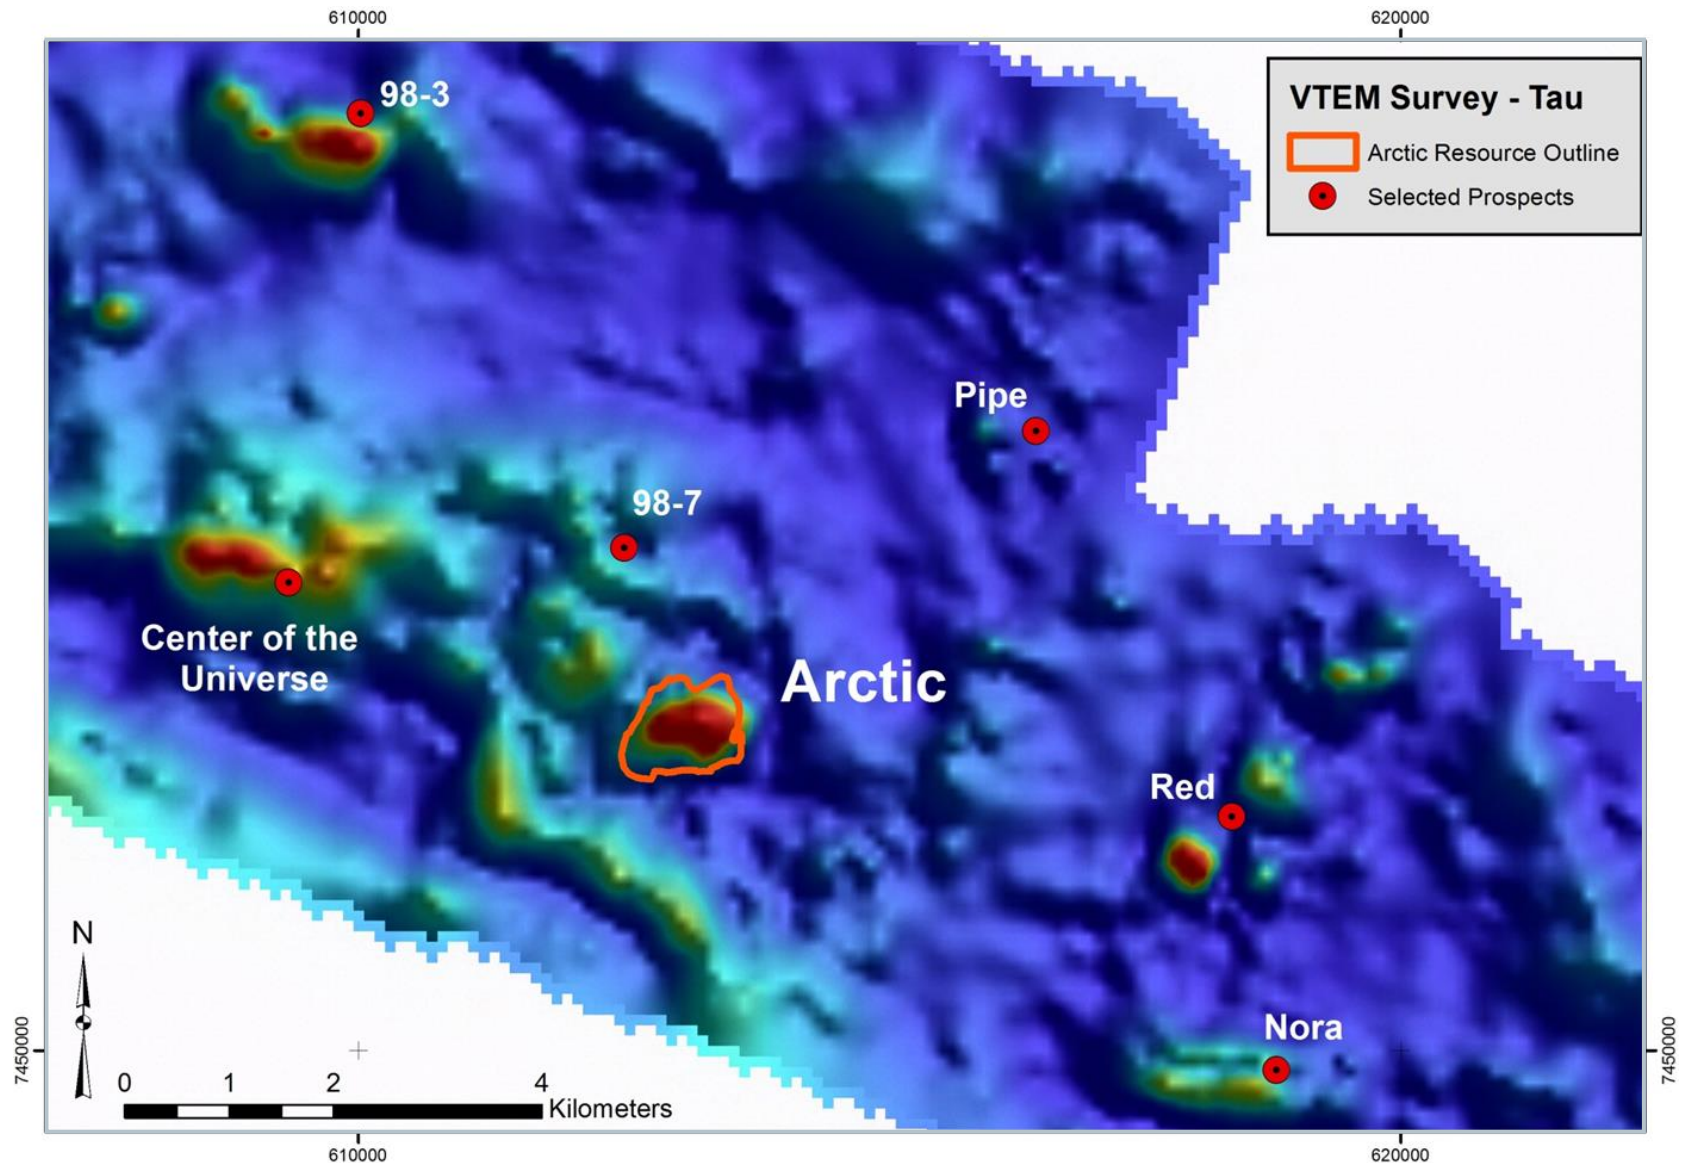 610000
620000
98-3
VTEM Survey - Tau
Arctic Resource Outline
Selected Prospects
Pipe
98-7
Center of the
Universe
Arctic
Red
N
Nora
7450000
7450000
0 1 2 4
Kilometers
610000
620000